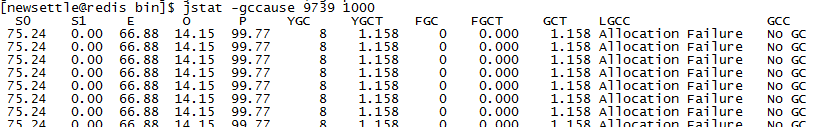 [newsettle@redis bin]$ jstat -gccause 9739 1000
S0 S1 E O P YGC YGCT FGC FGCT GCT LGCC GCC
75.24 0.00 66.88 14.15 99.77 8 1.158 0 0.000 1.158 Allocation Failure No GC
75.24 0.00 66.88 14.15 99.77 8 1.158 0 0.000 1.158 Allocation Failure No GC
75.24 0.00 66.88 14.15 99.77 8 1.158 0 0.000 1.158 Allocation Failure No GC
75.24 0.00 66.88 14.15 99.77 8 1.158 0 0.000 1.158 Allocation Failure No GC
75.24 0.00 66.88 14.15 99.77 8 1.158 0 0.000 1.158 Allocation Failure No GC
75.24 0.00 66.88 14.15 99.77 8 1.158 0 0.000 1.158 Allocation Failure No GC
75.24 0.00 66.88 14.15 99.77 8 1.158 0 0.000 1.158 Allocation Failure No GC
75.24 0.00 66.88 14.15 99.77 8 1.158 0 0.000 1.158 Allocation Failure No GC